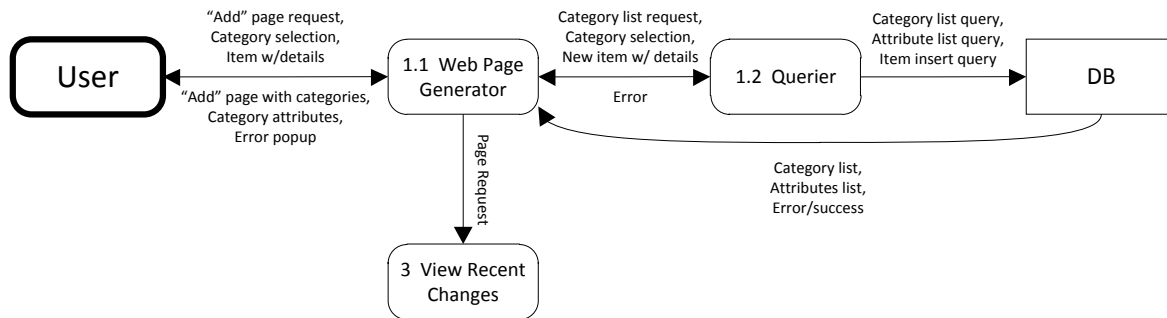 User
“Add” page request,
Category selection,
Item w/details
“Add” page with categories,
Category attributes,
Error popup
1.1 Web Page
Generator
Category list request,
Category selection,
New item w/ details
Error
1.2 Querier
Category list query,
Attribute list query,
Item insert query
DB
Category list,
Attributes list,
Error/success
Page Request
3 View Recent
Changes